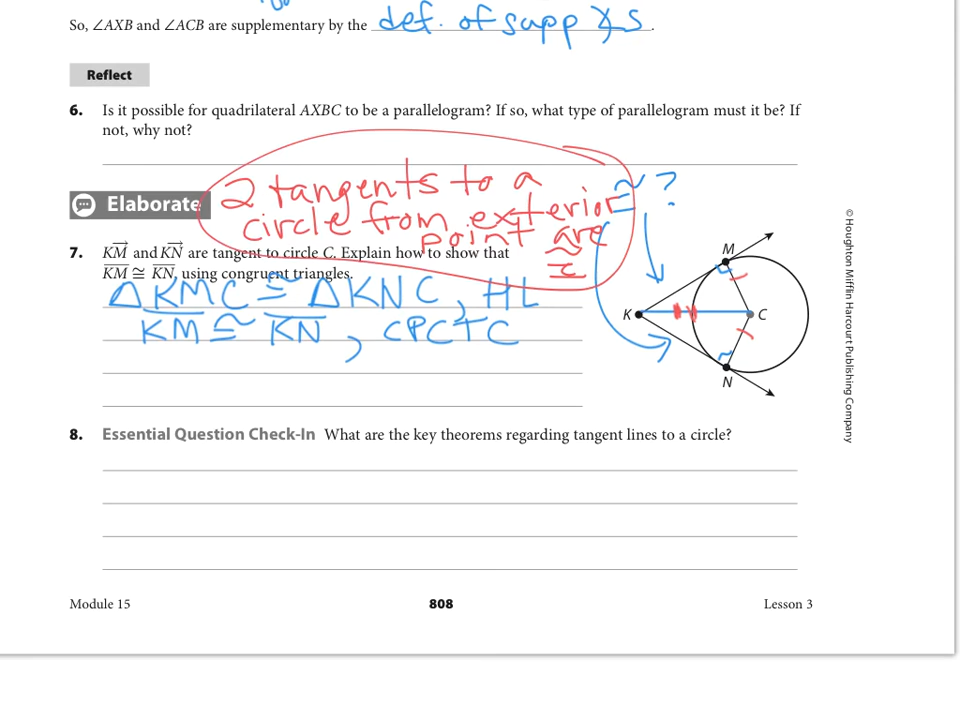 So, ∠AXB and ∠ACB are supplementary by the def. of supp ∡s.
Reflect
6. Is it possible for quadrilateral AXBC to be a parallelogram? If so, what type of parallelogram must it be? If
not, why not?
Elaborate
2 tangents to a
circle from exterior
point are
≅
≅ ?
7. KM and KN are tangent to circle C. Explain how to show that
KM ≅ KN, using congruent triangles.
△KMC ≅ △KNC, HL
KM ≅ KN, CPCTC
M
K
C
N
8. Essential Question Check-In What are the key theorems regarding tangent lines to a circle?
© Houghton Mifflin Harcourt Publishing Company
Module 15
808
Lesson 3